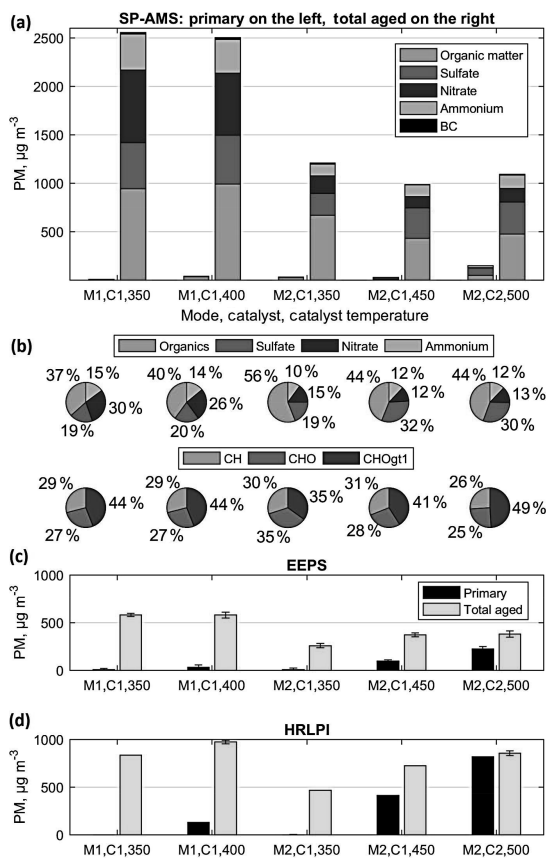 (a)
SP-AMS: primary on the left, total aged on the right
2500
2000
1500
1000
500
PM, µg m-3
Organic matter
Sulfate
Nitrate
Ammonium
BC
M1,C1,350
M1,C1,400
M2,C1,350
M2,C1,450
M2,C2,500
Mode, catalyst, catalyst temperature
(b)
Organics
Sulfate
Nitrate
Ammonium
37 % 15 % 30 % 19 %
40 % 14 % 26 % 20 %
56 % 10 % 15 % 19 %
44 % 12 % 12 % 32 %
44 % 12 % 13 % 30 %
CH
CHO
CHOgt1
29 % 44 % 27 %
29 % 44 % 27 %
30 % 35 % 35 %
31 % 41 % 28 %
26 % 49 % 25 %
(c)
EEPS
1000
500
0
PM, µg m-3
Primary
Total aged
M1,C1,350
M1,C1,400
M2,C1,350
M2,C1,450
M2,C2,500
(d)
HRLPI
1000
500
0
PM, µg m-3
M1,C1,350
M1,C1,400
M2,C1,350
M2,C1,450
M2,C2,500